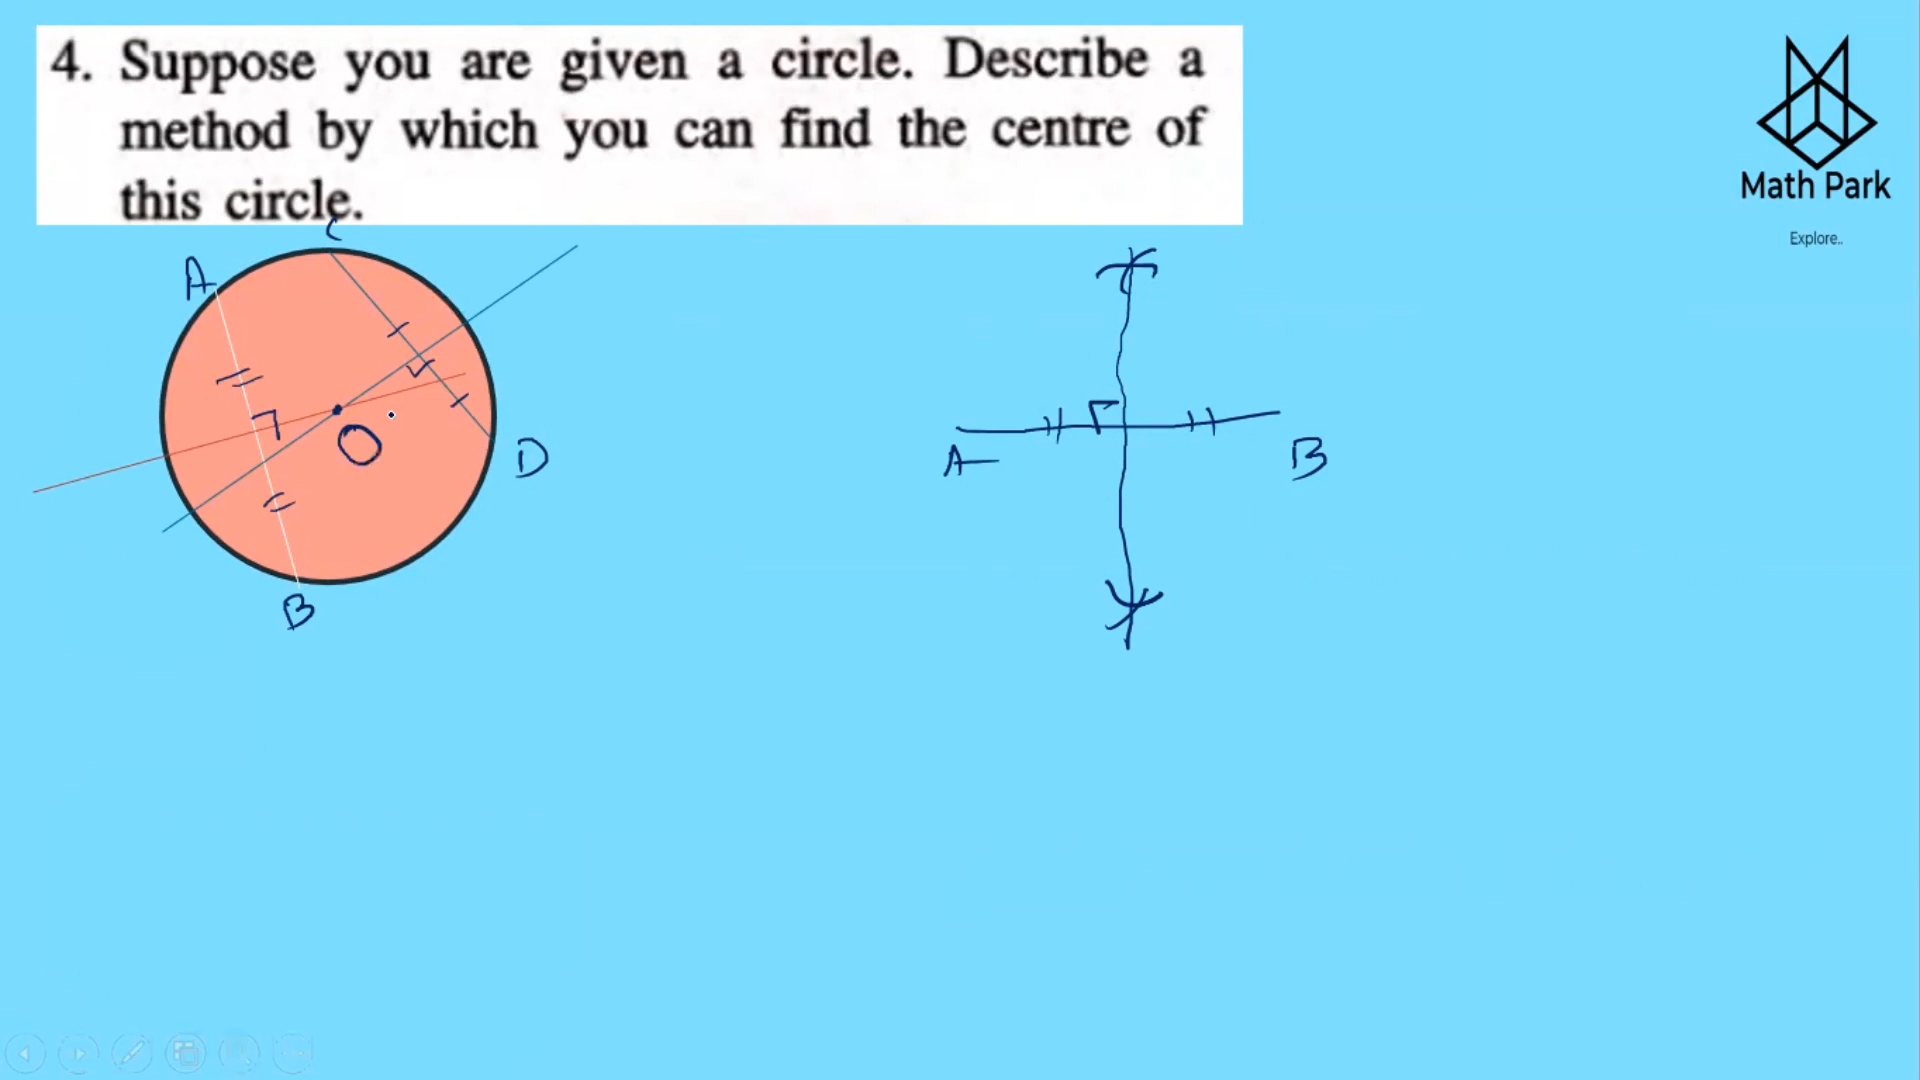 4. Suppose you are given a circle. Describe a
method by which you can find the centre of
this circle.
Math Park
Explore..
C
A
O
D
B
A
B